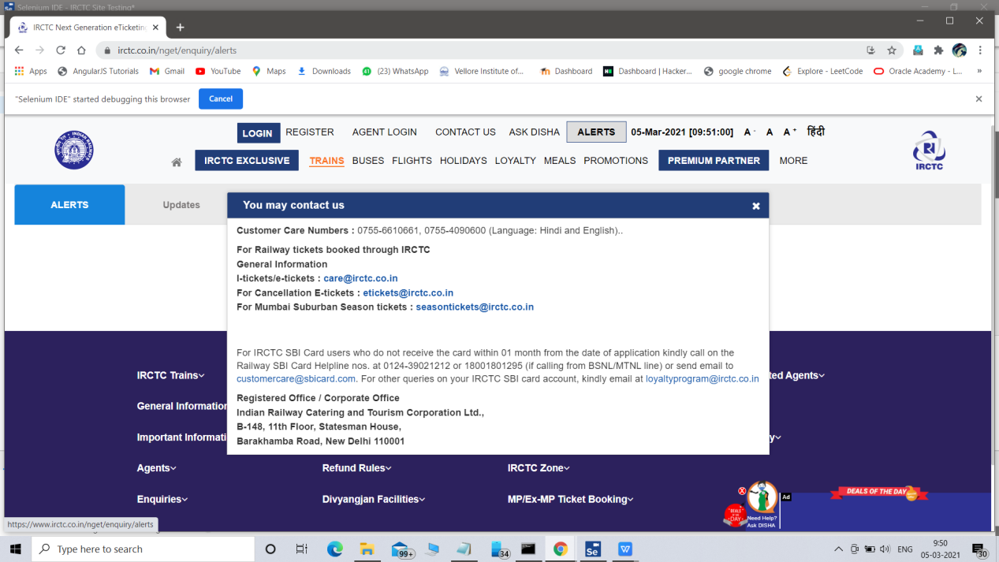 Selenium IDE - IRCTC Site Testing*
IRCTC Next Generation eTicketing
irctc.co.in/nget/enquiry/alerts
Apps AngularJS Tutorials Gmail YouTube Maps Downloads (23) WhatsApp Vellore Institute of... Dashboard Dashboard | Hacker... google chrome Explore - LeetCode Oracle Academy - L... »
"Selenium IDE" started debugging this browser Cancel
LOGIN REGISTER AGENT LOGIN CONTACT US ASK DISHA ALERTS 05-Mar-2021 [09:51:00] A- A A+ हिंदी
IRCTC EXCLUSIVE TRAINS BUSES FLIGHTS HOLIDAYS LOYALTY MEALS PROMOTIONS PREMIUM PARTNER MORE
IRCTC
ALERTS Updates
You may contact us
Customer Care Numbers : 0755-6610661, 0755-4090600 (Language: Hindi and English)..
For Railway tickets booked through IRCTC
General Information
I-tickets/e-tickets : care@irctc.co.in
For Cancellation E-tickets : etickets@irctc.co.in
For Mumbai Suburban Season tickets : seasontickets@irctc.co.in
For IRCTC SBI Card users who do not receive the card within 01 month from the date of application kindly call on the
Railway SBI Card Helpline nos. at 0124-39021212 or 18001801295 (if calling from BSNL/MTNL line) or send email to
customercare@sbicard.com. For other queries on your IRCTC SBI card account, kindly email at loyaltyprogram@irctc.co.in
Registered Office / Corporate Office
Indian Railway Catering and Tourism Corporation Ltd.,
B-148, 11th Floor, Statesman House,
Barakhamba Road, New Delhi 110001
IRCTC Trains ted Agents
General Information
Important Informati y
Agents Refund Rules IRCTC Zone
Enquiries Divyangjan Facilities MP/Ex-MP Ticket Booking
DEALS OF THE DAY
Ad
DEALS OF DAY
Need Help?
Ask DISHA
https://www.irctc.co.in/nget/enquiry/alerts
Type here to search 99+ 34 Se W ENG 9:50
05-03-2021 30